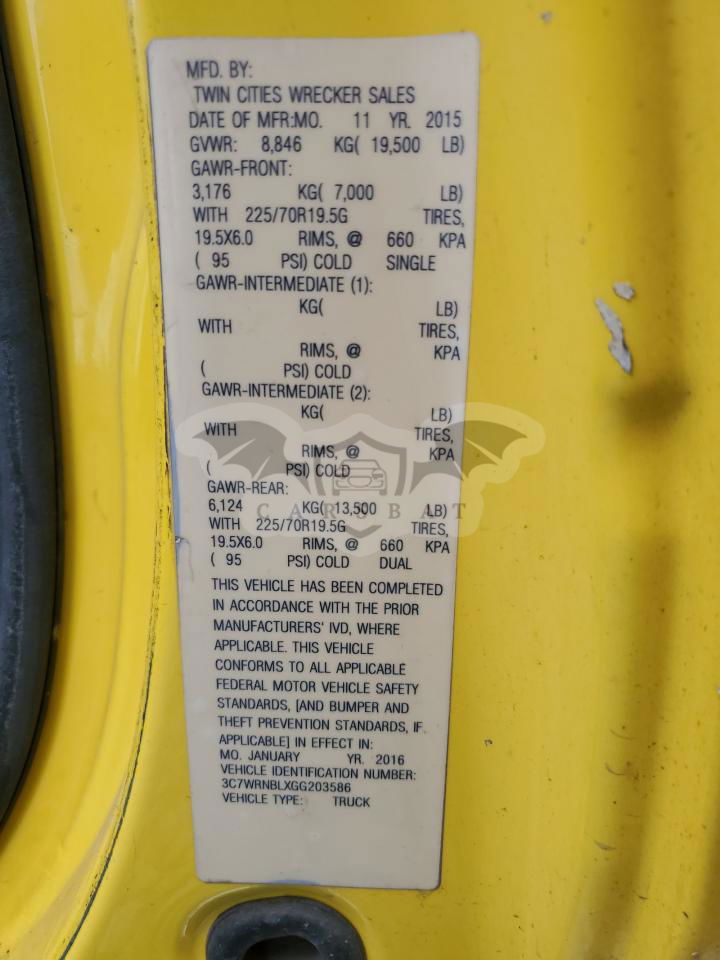 MFD. BY:
TWIN CITIES WRECKER SALES
DATE OF MFR:MO. 11 YR. 2015
GVWR: 8,846 KG( 19,500 LB)
GAWR-FRONT:
3,176 KG( 7,000 LB)
WITH 225/70R19.5G TIRES,
19.5X6.0 RIMS, @ 660 KPA
( 95 PSI) COLD SINGLE
GAWR-INTERMEDIATE (1):
KG( LB)
WITH TIRES,
RIMS, @ KPA
( PSI) COLD
GAWR-INTERMEDIATE (2):
KG( LB)
WITH TIRES,
RIMS, @ KPA
( PSI) COLD
GAWR-REAR:
6,124 KG( 13,500 LB)
CARSBAT
WITH 225/70R19.5G TIRES,
19.5X6.0 RIMS, @ 660 KPA
( 95 PSI) COLD DUAL
THIS VEHICLE HAS BEEN COMPLETED
IN ACCORDANCE WITH THE PRIOR
MANUFACTURERS' IVD, WHERE
APPLICABLE. THIS VEHICLE
CONFORMS TO ALL APPLICABLE
FEDERAL MOTOR VEHICLE SAFETY
STANDARDS, [AND BUMPER AND
THEFT PREVENTION STANDARDS, IF
APPLICABLE] IN EFFECT IN:
MO. JANUARY YR. 2016
VEHICLE IDENTIFICATION NUMBER:
3C7WRNBLXGG203586
VEHICLE TYPE: TRUCK